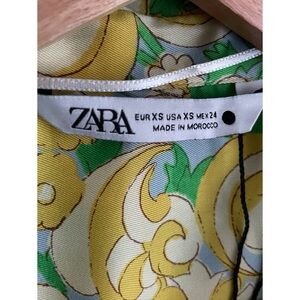 ZARA
EUR XS USA XS MEX 24
MADE IN MOROCCO